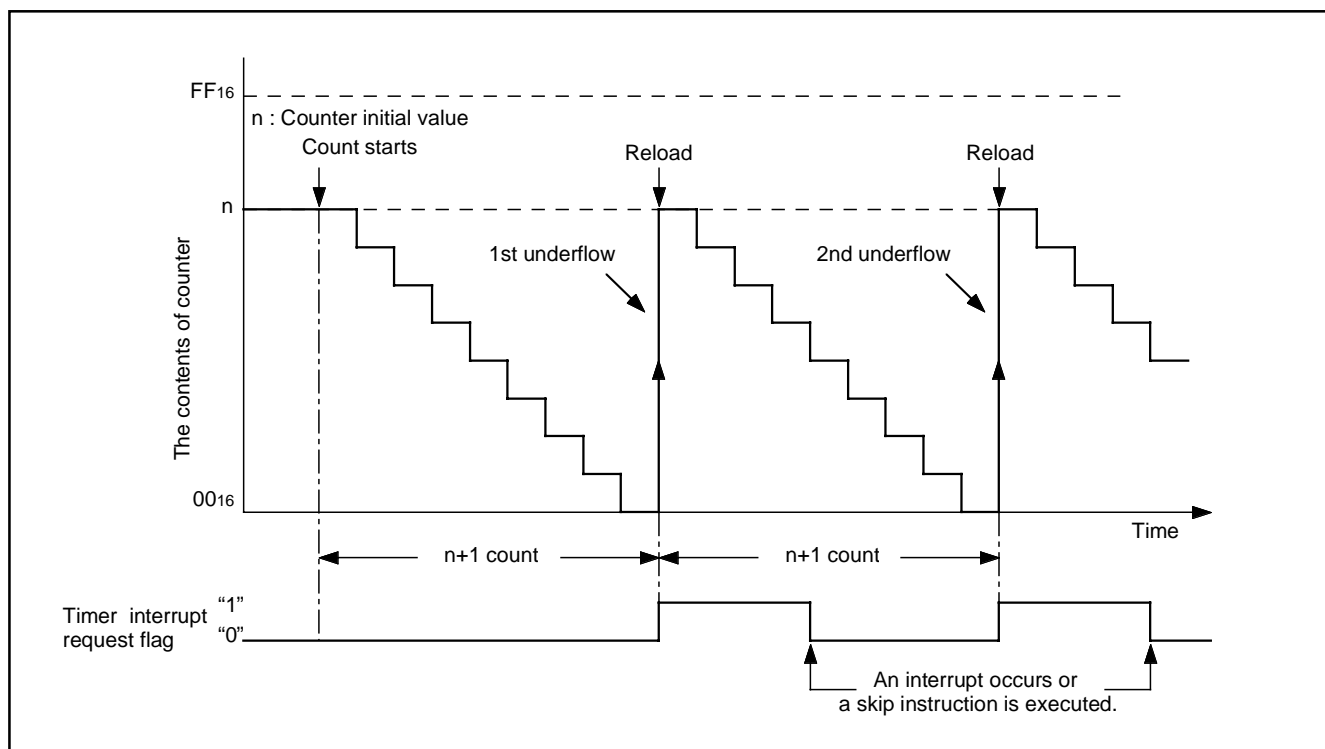 FF16
n : Counter initial value
Count starts
Reload
Reload
n
1st underflow
2nd underflow
The contents of counter
0016
Time
n+1 count
n+1 count
Timer interrupt
request flag
“1”
“0”
An interrupt occurs or
a skip instruction is executed.